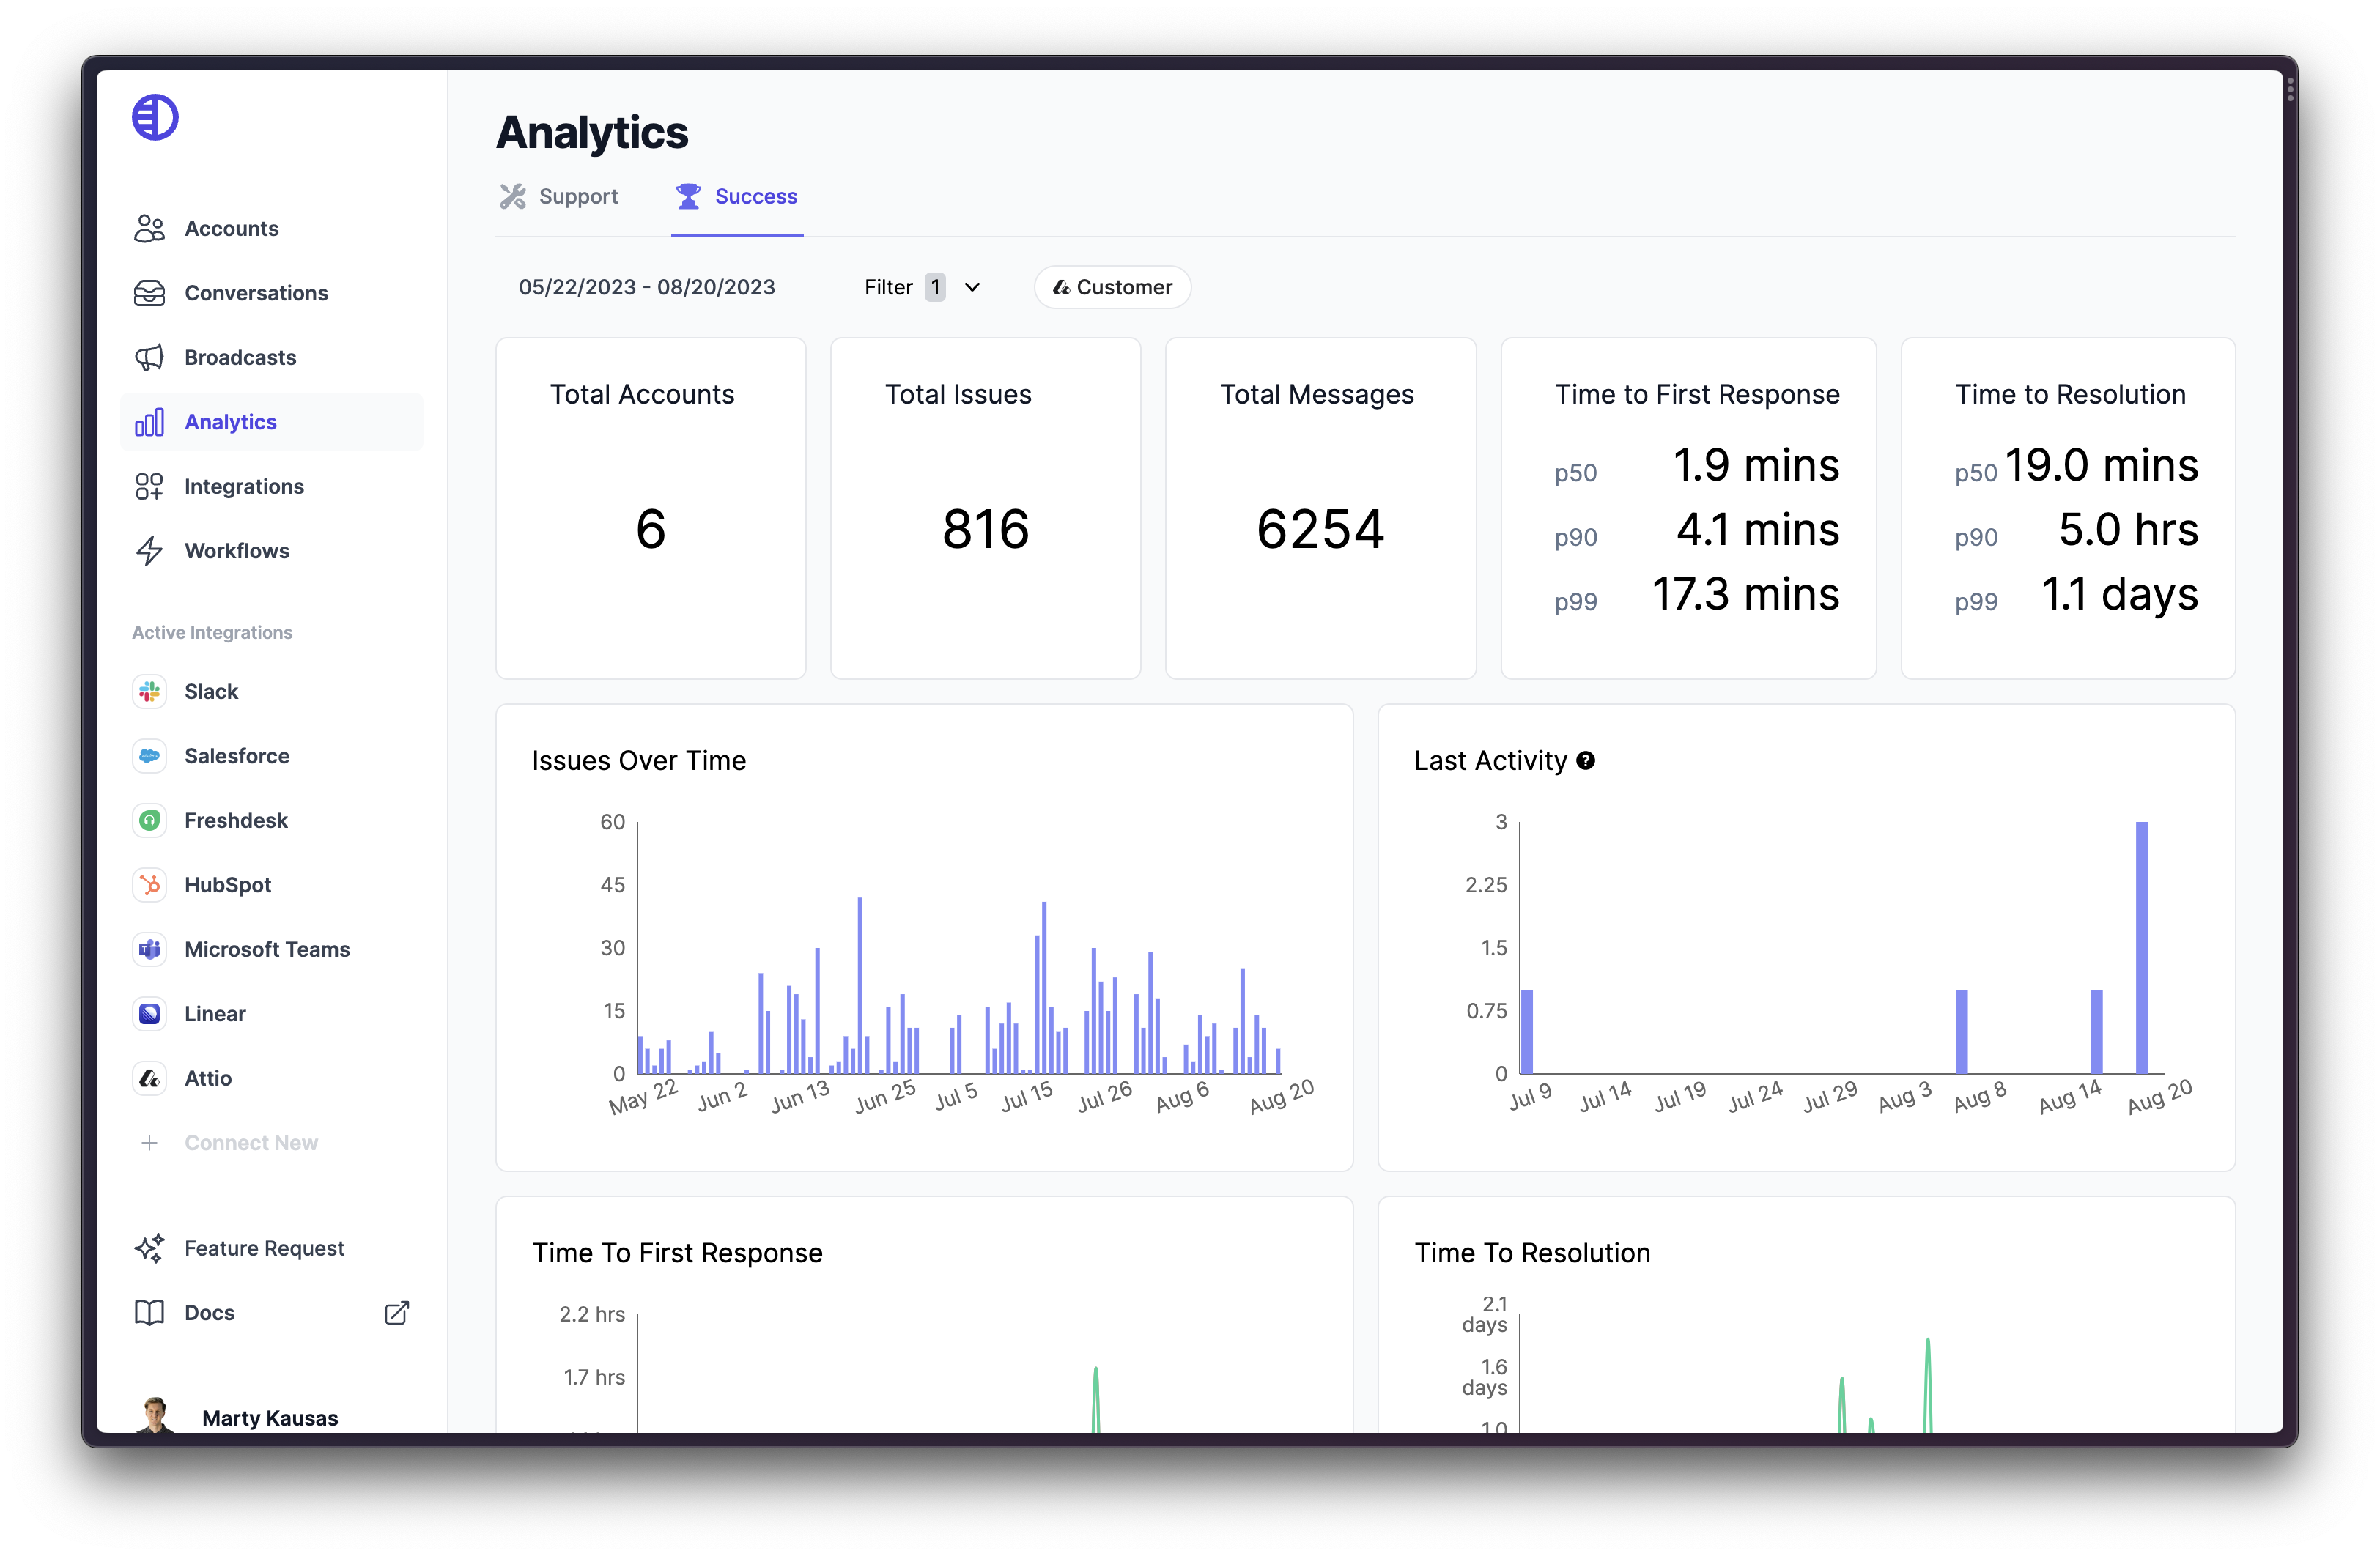 Analytics
Support
Success
05/22/2023 - 08/20/2023
Filter 1
Customer
Accounts
Conversations
Broadcasts
Analytics
Integrations
Workflows
Active Integrations
Slack
Salesforce
Freshdesk
HubSpot
Microsoft Teams
Linear
Attio
Connect New
Feature Request
Docs
Marty Kausas
Total Accounts
6
Total Issues
816
Total Messages
6254
Time to First Response
p50 1.9 mins
p90 4.1 mins
p99 17.3 mins
Time to Resolution
p50 19.0 mins
p90 5.0 hrs
p99 1.1 days
Issues Over Time
60
45
30
15
0
May 22 Jun 2 Jun 13 Jun 25 Jul 5 Jul 15 Jul 26 Aug 6 Aug 20
Last Activity ?
3
2.25
1.5
0.75
0
Jul 9 Jul 14 Jul 19 Jul 24 Jul 29 Aug 3 Aug 8 Aug 14 Aug 20
Time To First Response
2.2 hrs
1.7 hrs
Time To Resolution
2.1
days
1.6
days
1.0